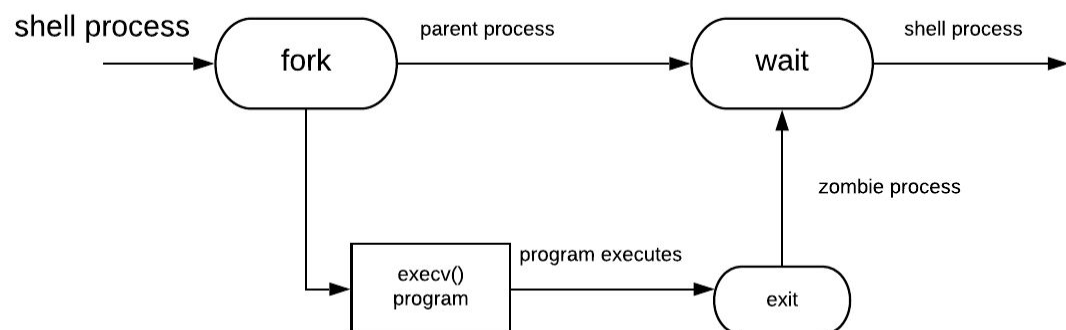 shell process
fork
parent process
wait
shell process
zombie process
execv()
program
program executes
exit